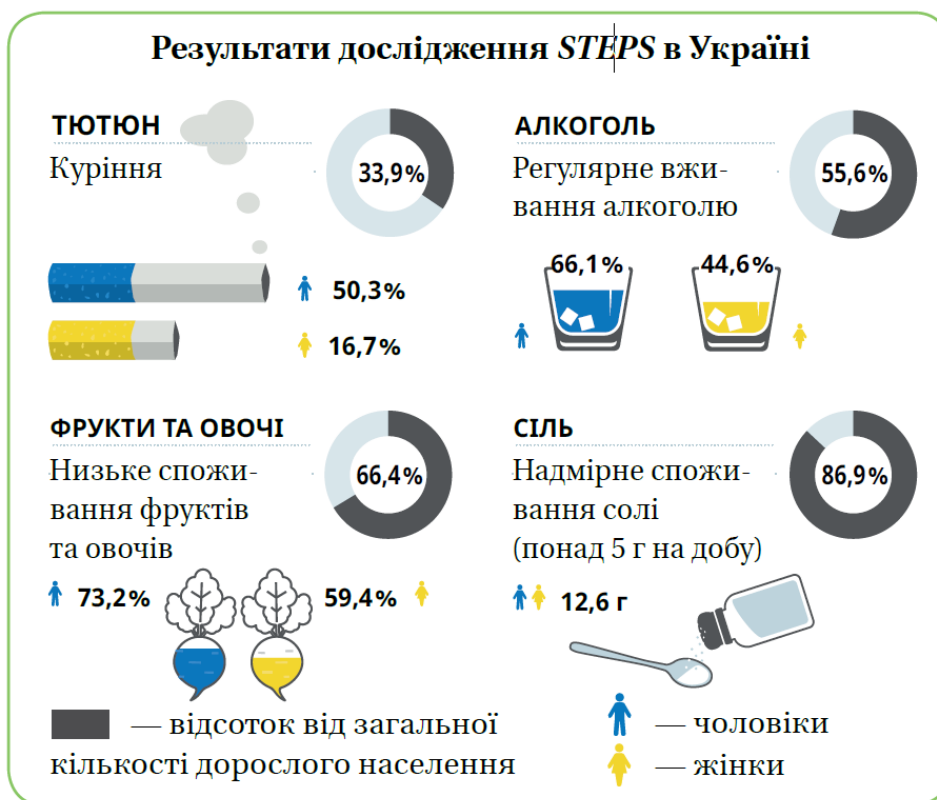 Результати дослідження STEPS в Україні
ТЮТЮН
Куріння
33,9%
50,3%
16,7%
АЛКОГОЛЬ
Регулярне вжи-
вання алкоголю
55,6%
66,1%
44,6%
ФРУКТИ ТА ОВОЧІ
Низьке спожи-
вання фруктів
та овочів
66,4%
73,2%
59,4%
СІЛЬ
Надмірне спожи-
вання солі
(понад 5 г на добу)
86,9%
12,6 г
— відсоток від загальної
кількості дорослого населення
— чоловіки
— жінки